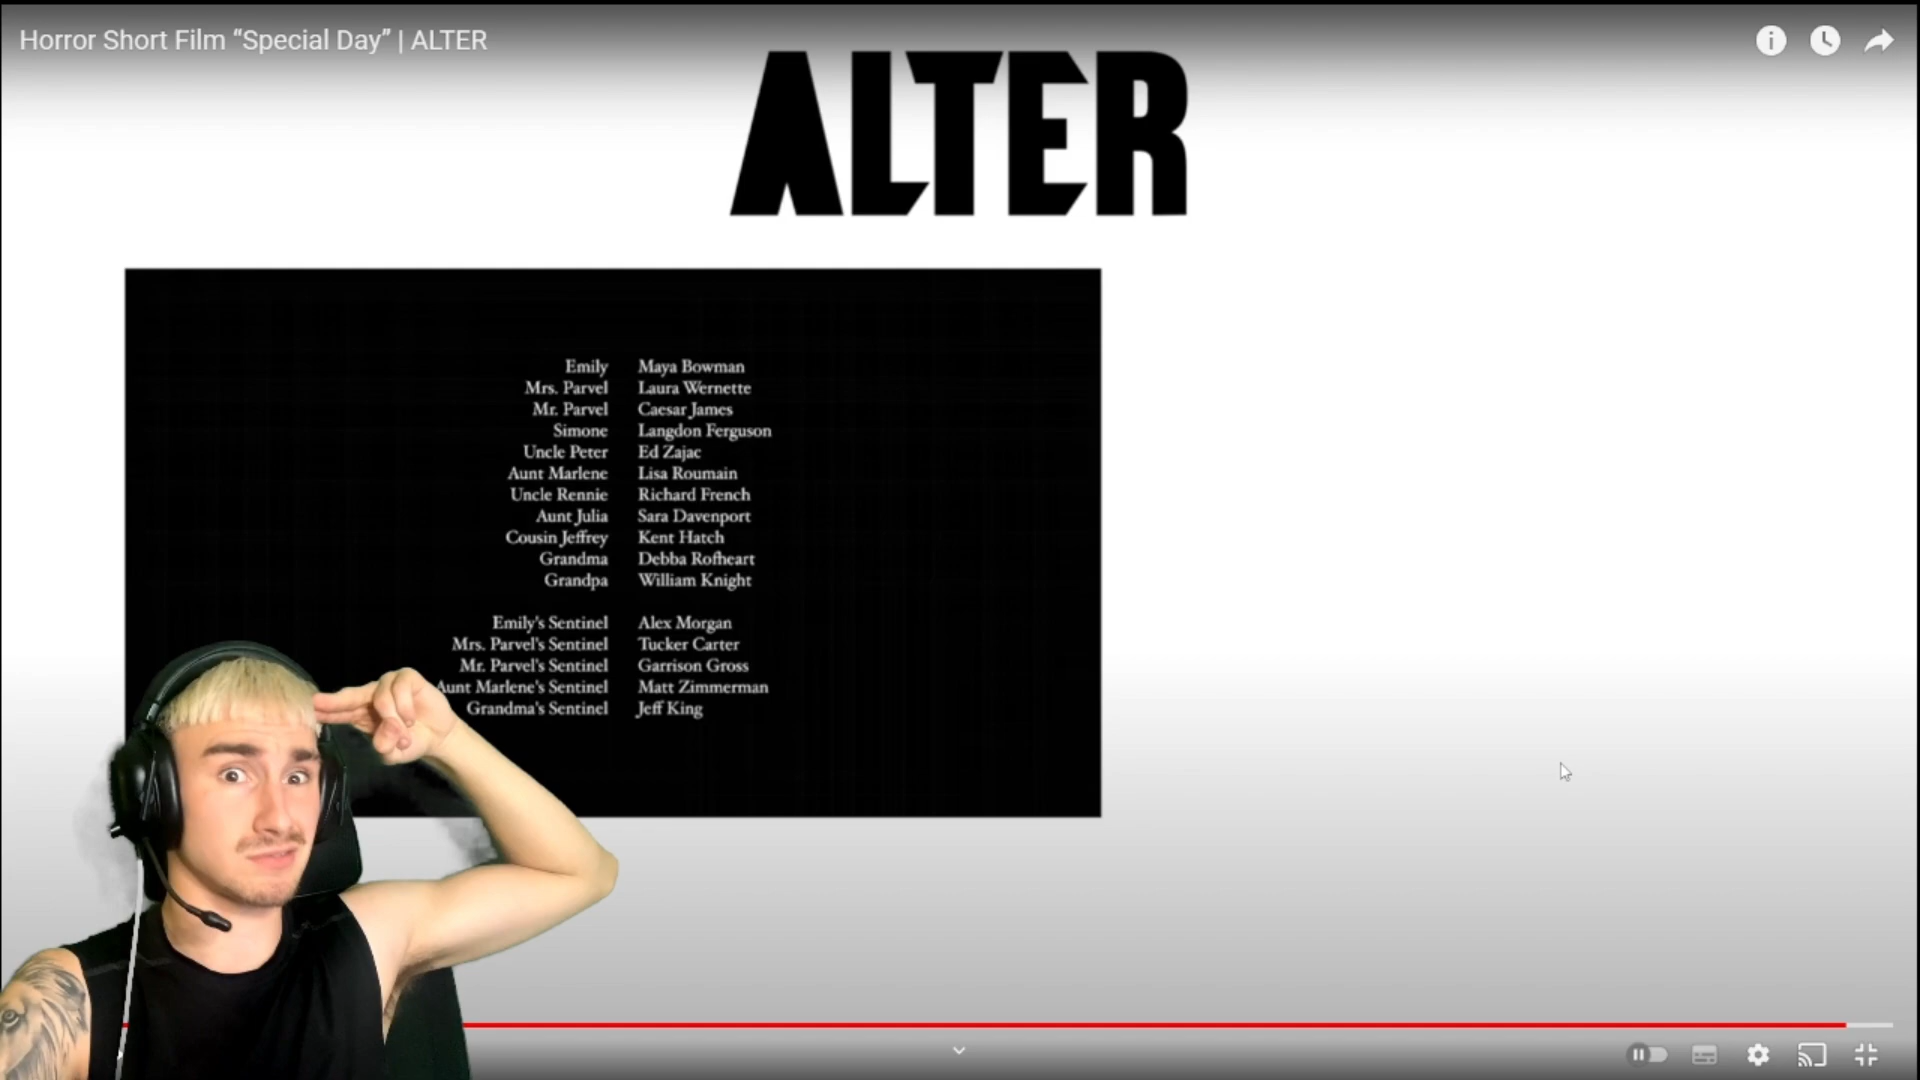 Horror Short Film “Special Day” | ALTER
ALTER
Emily Maya Bowman
Mrs. Parvel Laura Wernette
Mr. Parvel Caesar James
Simone Langdon Ferguson
Uncle Peter Ed Zajac
Aunt Marlene Lisa Roumain
Uncle Rennie Richard French
Aunt Julia Sara Davenport
Cousin Jeffrey Kent Hatch
Grandma Debba Rofheart
Grandpa William Knight
Emily's Sentinel Alex Morgan
Mrs. Parvel's Sentinel Tucker Carter
Mr. Parvel's Sentinel Garrison Gross
Aunt Marlene's Sentinel Matt Zimmerman
Grandma's Sentinel Jeff King